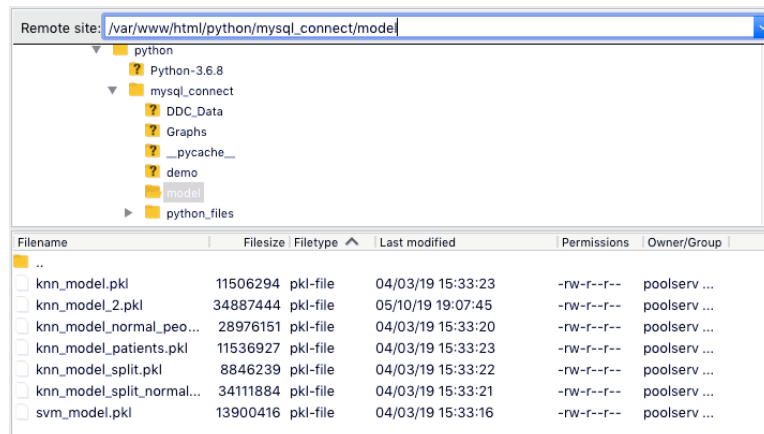 Remote site: /var/www/html/python/mysql_connect/model
python
? Python-3.6.8
mysql_connect
? DDC_Data
? Graphs
? __pycache__
? demo
model
python_files
Filename Filesize Filetype Last modified Permissions Owner/Group
..
knn_model.pkl 11506294 pkl-file 04/03/19 15:33:23 -rw-r--r-- poolserv ...
knn_model_2.pkl 34887444 pkl-file 05/10/19 19:07:45 -rw-r--r-- poolserv ...
knn_model_normal_peo... 28976151 pkl-file 04/03/19 15:33:20 -rw-r--r-- poolserv ...
knn_model_patients.pkl 11536927 pkl-file 04/03/19 15:33:23 -rw-r--r-- poolserv ...
knn_model_split.pkl 8846239 pkl-file 04/03/19 15:33:22 -rw-r--r-- poolserv ...
knn_model_split_normal... 34111884 pkl-file 04/03/19 15:33:21 -rw-r--r-- poolserv ...
svm_model.pkl 13900416 pkl-file 04/03/19 15:33:16 -rw-r--r-- poolserv ...